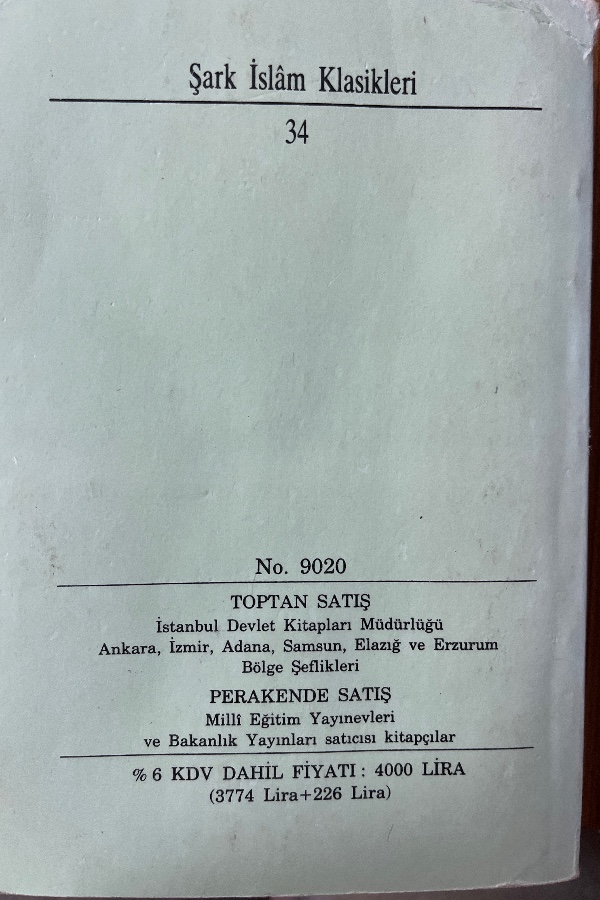 Şark İslâm Klasikleri
34
No. 9020
TOPTAN SATIŞ
İstanbul Devlet Kitapları Müdürlüğü
Ankara, İzmir, Adana, Samsun, Elazığ ve Erzurum
Bölge Şeflikleri
PERAKENDE SATIŞ
Millî Eğitim Yayınevleri
ve Bakanlık Yayınları satıcısı kitapçılar
% 6 KDV DAHİL FİYATI : 4000 LİRA
(3774 Lira+226 Lira)